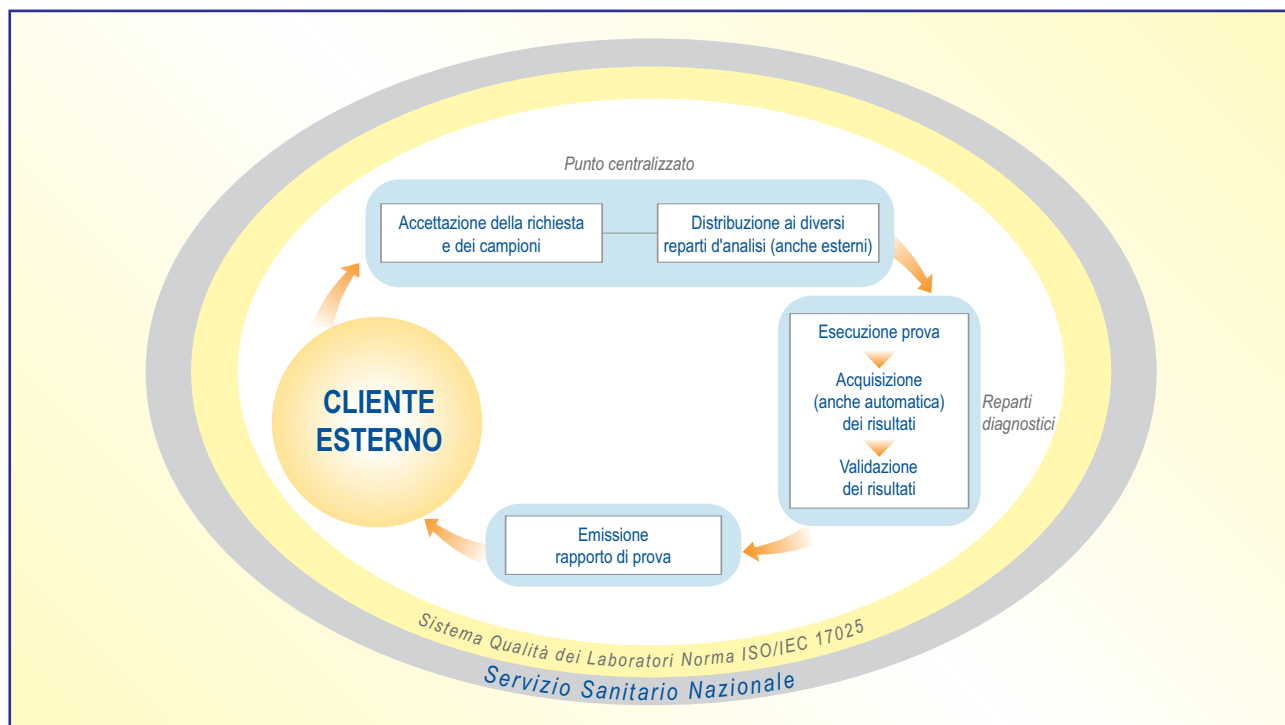 Punto centralizzato
Accettazione della richiesta
e dei campioni
Distribuzione ai diversi
reparti d'analisi (anche esterni)
Esecuzione prova
Acquisizione
(anche automatica)
dei risultati
Validazione
dei risultati
Reparti
diagnostici
CLIENTE
ESTERNO
Emissione
rapporto di prova
Sistema Qualità dei Laboratori Norma ISO/IEC 17025
Servizio Sanitario Nazionale